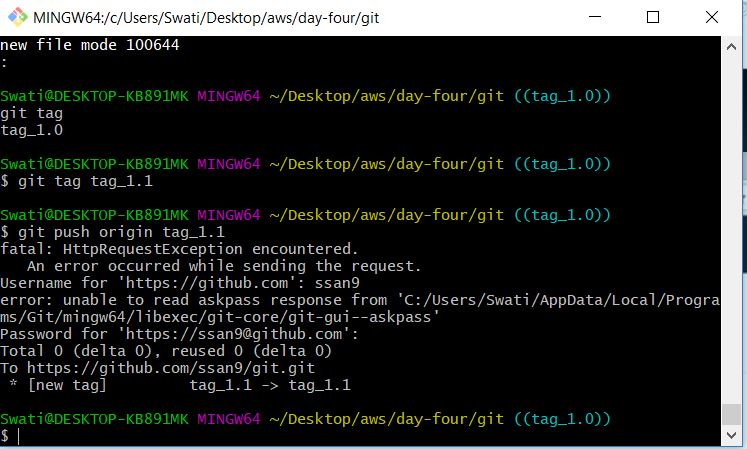 MINGW64:/c/Users/Swati/Desktop/aws/day-four/git
new file mode 100644
:
Swati@DESKTOP-KB891MK MINGW64 ~/Desktop/aws/day-four/git ((tag_1.0))
git tag
tag_1.0
Swati@DESKTOP-KB891MK MINGW64 ~/Desktop/aws/day-four/git ((tag_1.0))
$ git tag tag_1.1
Swati@DESKTOP-KB891MK MINGW64 ~/Desktop/aws/day-four/git ((tag_1.0))
$ git push origin tag_1.1
fatal: HttpRequestException encountered.
   An error occurred while sending the request.
Username for 'https://github.com': ssan9
error: unable to read askpass response from 'C:/Users/Swati/AppData/Local/Progra
ms/Git/mingw64/libexec/git-core/git-gui--askpass'
Password for 'https://ssan9@github.com':
Total 0 (delta 0), reused 0 (delta 0)
To https://github.com/ssan9/git.git
 * [new tag]         tag_1.1 -> tag_1.1
Swati@DESKTOP-KB891MK MINGW64 ~/Desktop/aws/day-four/git ((tag_1.0))
$